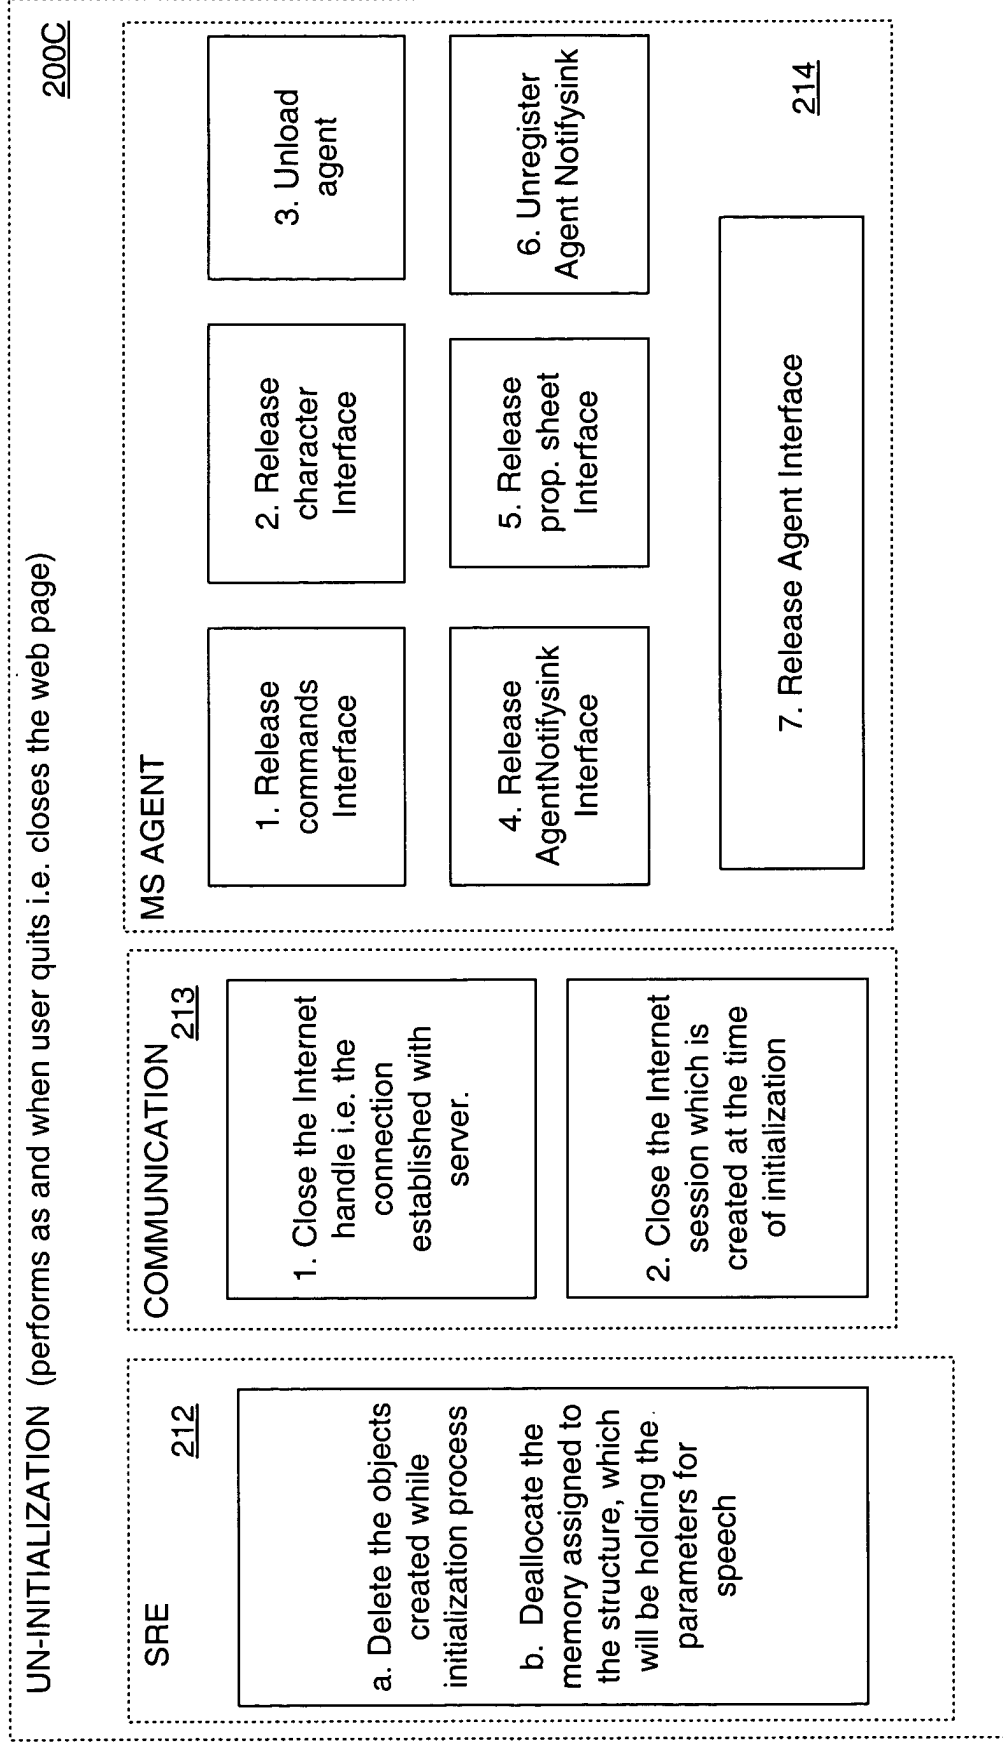 UN-INITIALIZATION (performs as and when user quits i.e. closes the web page)
200C
SRE
212
a. Delete the objects
created while
initialization process
b. Deallocate the
memory assigned to
the structure, which
will be holding the
parameters for
speech
COMMUNICATION
213
1. Close the Internet
handle i.e. the
connection
established with
server.
2. Close the Internet
session which is
created at the time
of initialization
MS AGENT
1. Release
commands
Interface
2. Release
character
Interface
3. Unload
agent
4. Release
AgentNotifysink
Interface
5. Release
prop. sheet
Interface
6. Unregister
Agent Notifysink
7. Release Agent Interface
214